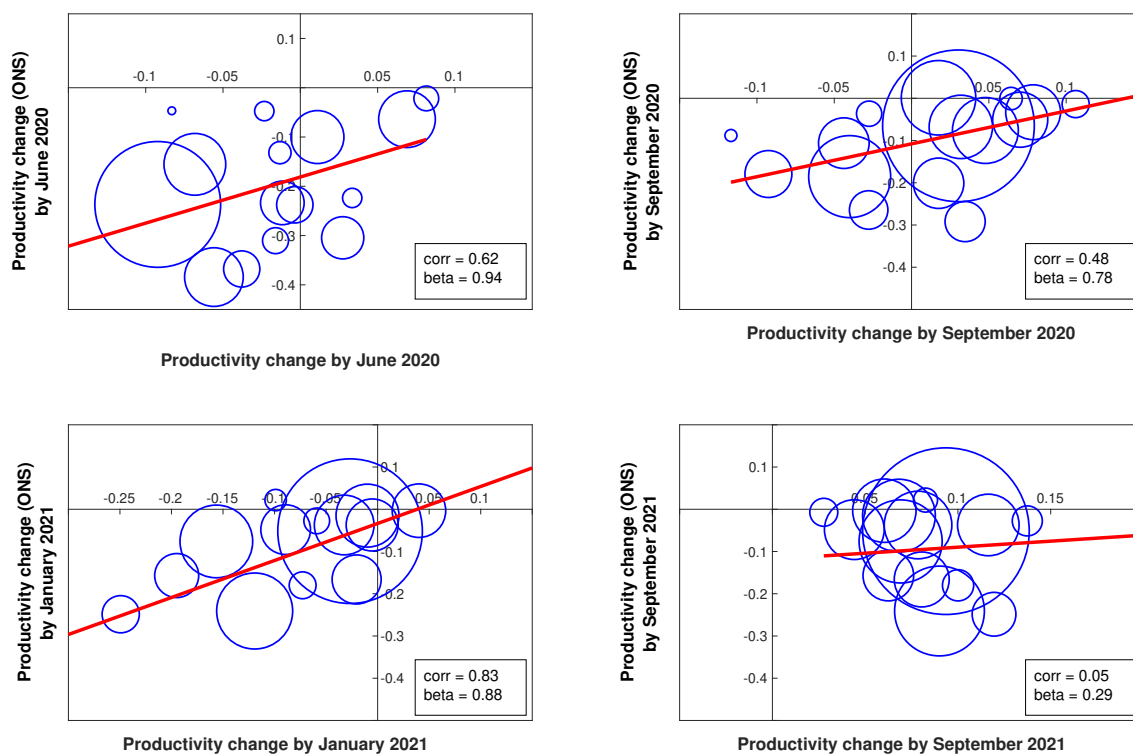 Productivity change (ONS)
by June 2020
0.1
-0.1 -0.05 0.05 0.1
-0.1
-0.2
-0.3
-0.4
corr = 0.62
beta = 0.94
Productivity change by June 2020
Productivity change (ONS)
by September 2020
0.1
-0.1 -0.05 0.05 0.1
-0.1
-0.2
-0.3
-0.4
corr = 0.48
beta = 0.78
Productivity change by September 2020
Productivity change (ONS)
by January 2021
0.1
-0.25 -0.2 -0.15 -0.1 -0.05 0.05 0.1
-0.1
-0.2
-0.3
-0.4
corr = 0.83
beta = 0.88
Productivity change by January 2021
Productivity change (ONS)
by September 2021
0.1
0.05 0.1 0.15
-0.1
-0.2
-0.3
-0.4
corr = 0.05
beta = 0.29
Productivity change by September 2021